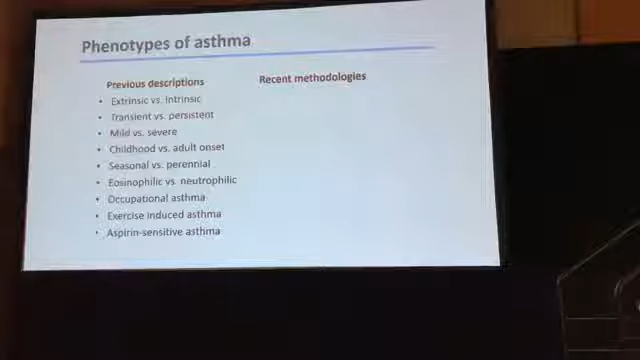 Phenotypes of asthma
Previous descriptions
• Extrinsic vs. intrinsic
• Transient vs. persistent
• Mild vs. severe
• Childhood vs. adult onset
• Seasonal vs. perennial
• Eosinophilic vs. neutrophilic
• Occupational asthma
• Exercise induced asthma
• Aspirin-sensitive asthma
Recent methodologies